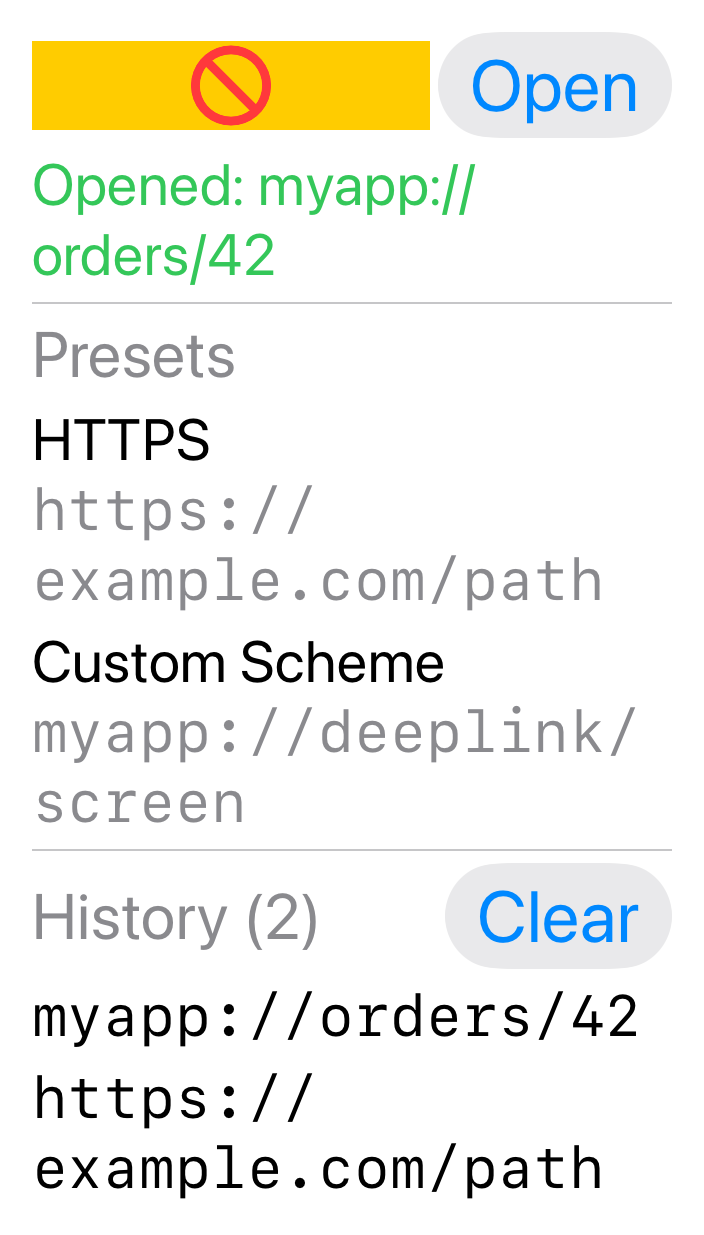 Open
Opened: myapp://
orders/42
Presets
HTTPS
https://
example.com/path
Custom Scheme
myapp://deeplink/
screen
History (2)
Clear
myapp://orders/42
https://
example.com/path